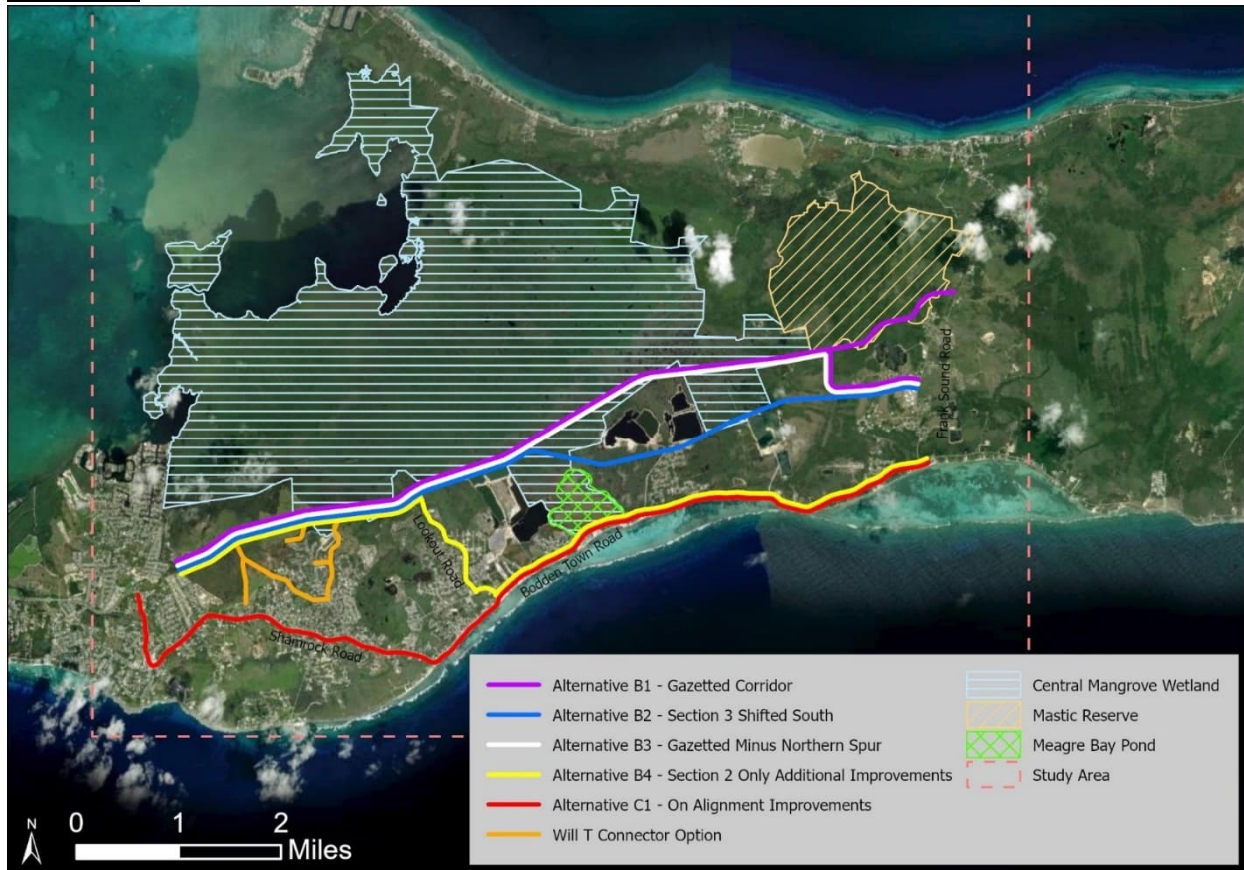 Frank Sound Road
Lookout Road
Bodden Town Road
Shamrock Road
Alternative B1 - Gazetted Corridor
Alternative B2 - Section 3 Shifted South
Alternative B3 - Gazetted Minus Northern Spur
Alternative B4 - Section 2 Only Additional Improvements
Alternative C1 - On Alignment Improvements
Will T Connector Option
Central Mangrove Wetland
Mastic Reserve
Meagre Bay Pond
Study Area
N
0 1 2
Miles